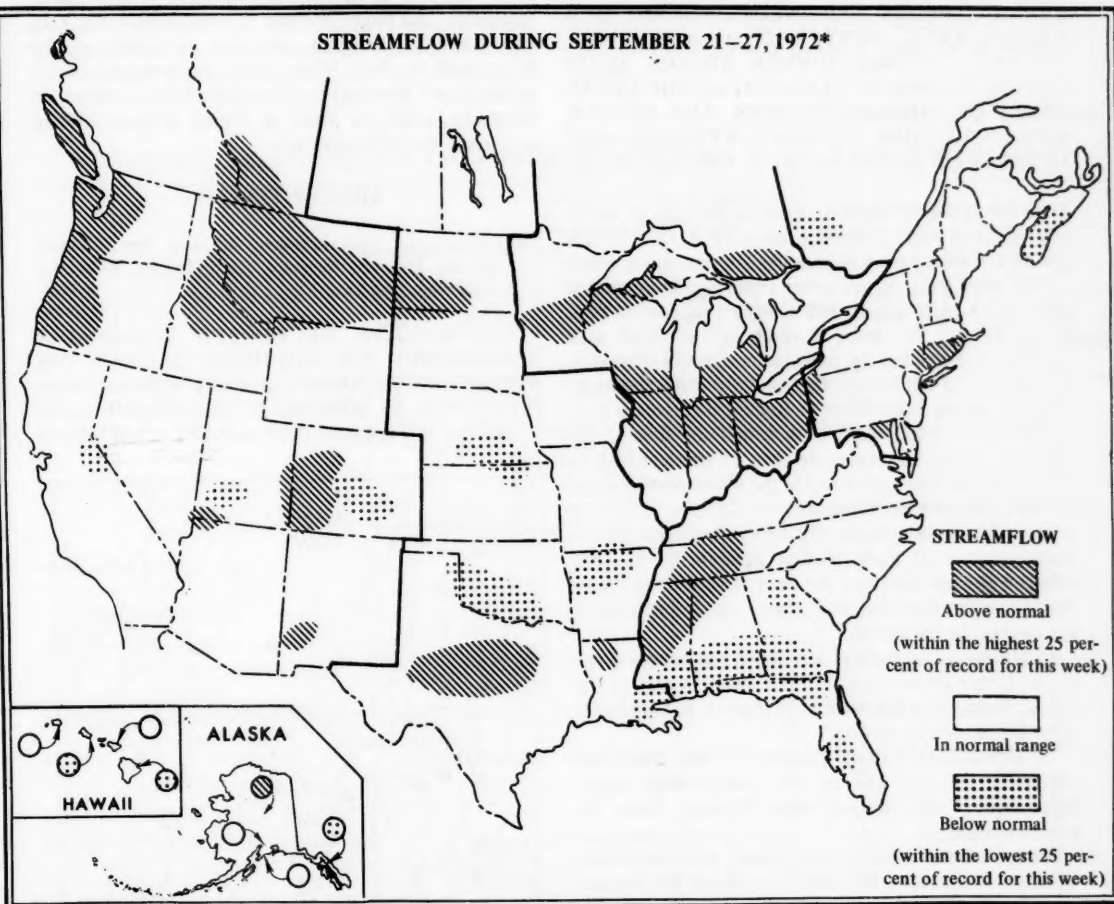 STREAMFLOW DURING SEPTEMBER 21–27, 1972*
STREAMFLOW
Above normal
(within the highest 25 per-
cent of record for this week)
In normal range
Below normal
(within the lowest 25 per-
cent of record for this week)
ALASKA
HAWAII